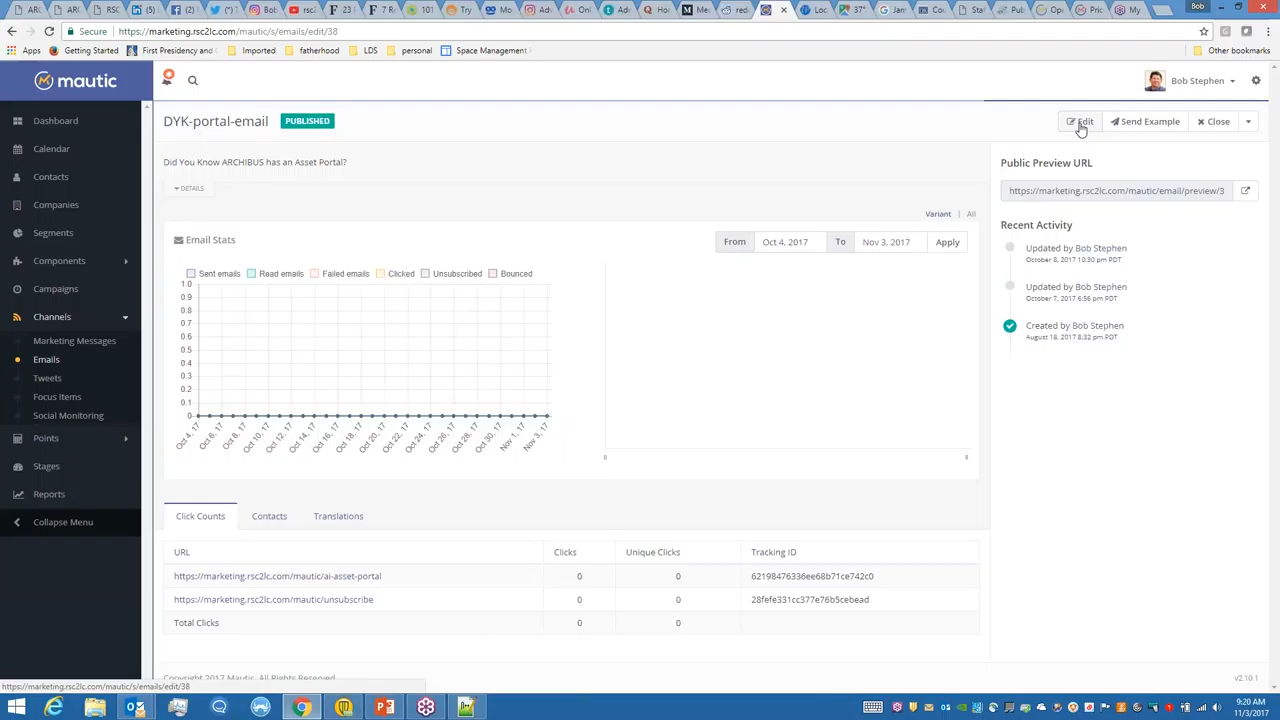 Bob
Secure | https://marketing.rsc2lc.com/mautic/s/emails/edit/38
Apps
Getting Started
First Presidency and
Imported
fatherhood
LDS
personal
Space Management
Other bookmarks
mautic
Bob Stephen
Dashboard
Calendar
Contacts
Companies
Segments
Components
Campaigns
Channels
Marketing Messages
Emails
Tweets
Focus Items
Social Monitoring
Points
Stages
Reports
Collapse Menu
DYK-portal-email PUBLISHED
Edit Send Example Close
Did You Know ARCHIBUS has an Asset Portal?
DETAILS
Variant | All
Email Stats
From Oct 4, 2017 To Nov 3, 2017 Apply
Sent emails Read emails Failed emails Clicked Unsubscribed Bounced
1.0
0.9
0.8
0.7
0.6
0.5
0.4
0.3
0.2
0.1
0
Oct 4, 17 Oct 6, 17 Oct 8, 17 Oct 10, 17 Oct 12, 17 Oct 14, 17 Oct 16, 17 Oct 18, 17 Oct 20, 17 Oct 22, 17 Oct 24, 17 Oct 26, 17 Oct 28, 17 Oct 30, 17 Nov 1, 17 Nov 3, 17
0 8
Click Counts Contacts Translations
URL Clicks Unique Clicks Tracking ID
https://marketing.rsc2lc.com/mautic/ai-asset-portal 0 0 62198476336ee68b71ce742c0
https://marketing.rsc2lc.com/mautic/unsubscribe 0 0 28fefe331cc377e76b5cebead
Total Clicks 0 0
Copyright 2017 Mautic. All Rights Reserved.
v2.10.1
Public Preview URL
https://marketing.rsc2lc.com/mautic/email/preview/3
Recent Activity
Updated by Bob Stephen
October 8, 2017 10:30 pm PDT
Updated by Bob Stephen
October 7, 2017 6:56 pm PDT
Created by Bob Stephen
August 18, 2017 8:32 pm PDT
https://marketing.rsc2lc.com/mautic/s/emails/edit/38
9:20 AM
11/3/2017